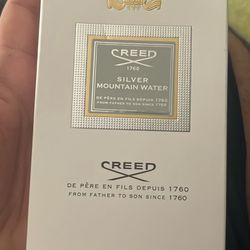 CREED
1760
SILVER
MOUNTAIN WATER
DE PÈRE EN FILS DEPUIS 1760
FROM FATHER TO SON SINCE 1760
CREED
DE PÈRE EN FILS DEPUIS 1760
FROM FATHER TO SON SINCE 1760